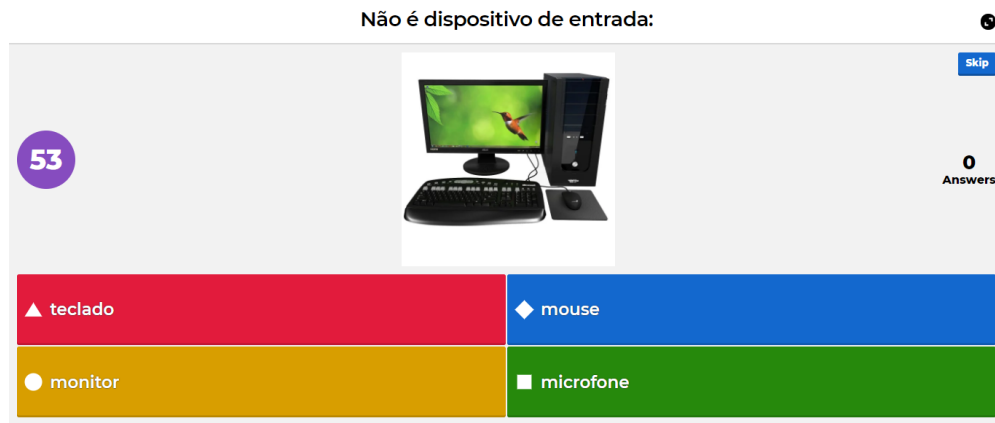 Não é dispositivo de entrada:
Skip
53
0
Answers
teclado
mouse
monitor
microfone